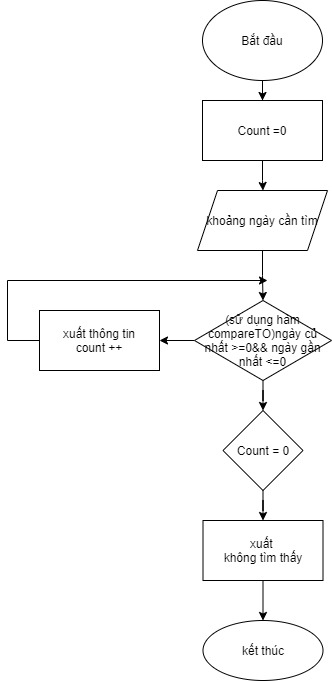 Bắt đầu
Count =0
khoảng ngày cần tìm
(sử dụng hàm
compareTO)ngày cũ
nhất >=0&& ngày gần
nhất <=0
xuất thông tin
count ++
Count = 0
xuất
không tìm thấy
kết thúc